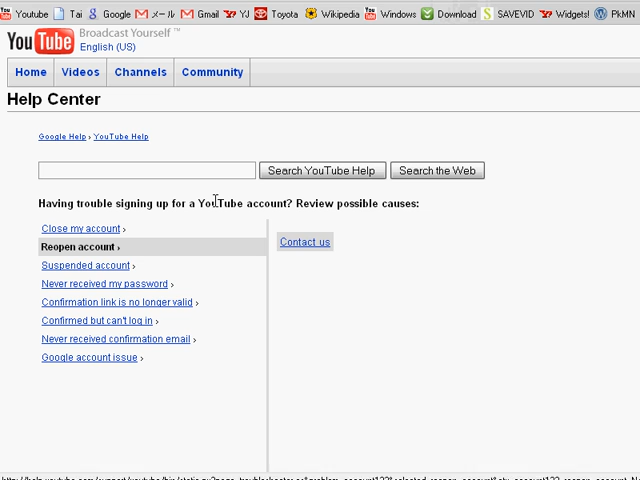 Youtube Tai Google メール Gmail Toyota Wikipedia Windows Download SAVEVID Widgets! PkMN
YouTube Broadcast Yourself ™
English (US)
Home Videos Channels Community
Help Center
Google Help › YouTube Help
Search YouTube Help Search the Web
Having trouble signing up for a YouTube account? Review possible causes:
Close my account ›
Reopen account ›
Suspended account ›
Never received my password ›
Confirmation link is no longer valid ›
Confirmed but can't log in ›
Never received confirmation email ›
Google account issue ›
Contact us